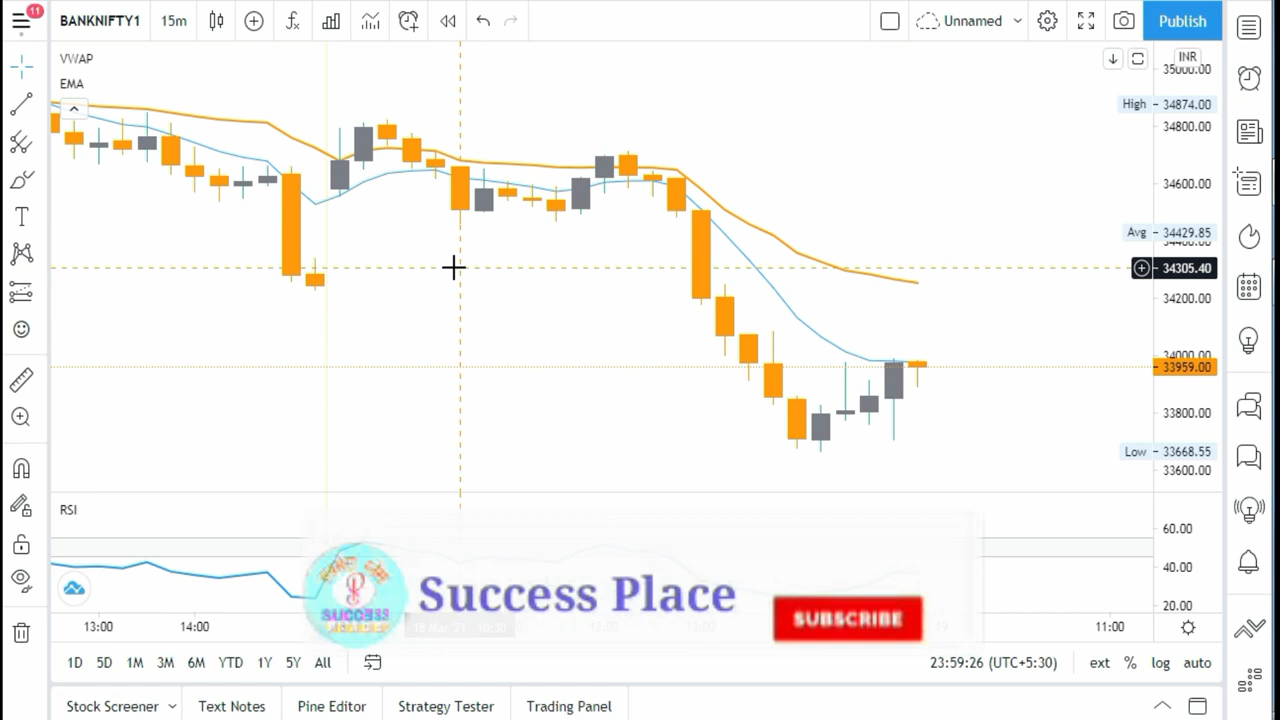 11
BANKNIFTY1
15m
Unnamed
Publish
VWAP
EMA
INR
35000.00
High 34874.00
34800.00
34600.00
Avg 34429.85
34400.00
34305.40
34200.00
34000.00
33959.00
33800.00
Low 33668.55
33600.00
RSI
60.00
40.00
20.00
SUCCESS
Success Place
SUBSCRIBE
13:00
14:00
11:00
1D 5D 1M 3M 6M YTD 1Y 5Y All
23:59:26 (UTC+5:30)
ext % log auto
Stock Screener
Text Notes
Pine Editor
Strategy Tester
Trading Panel